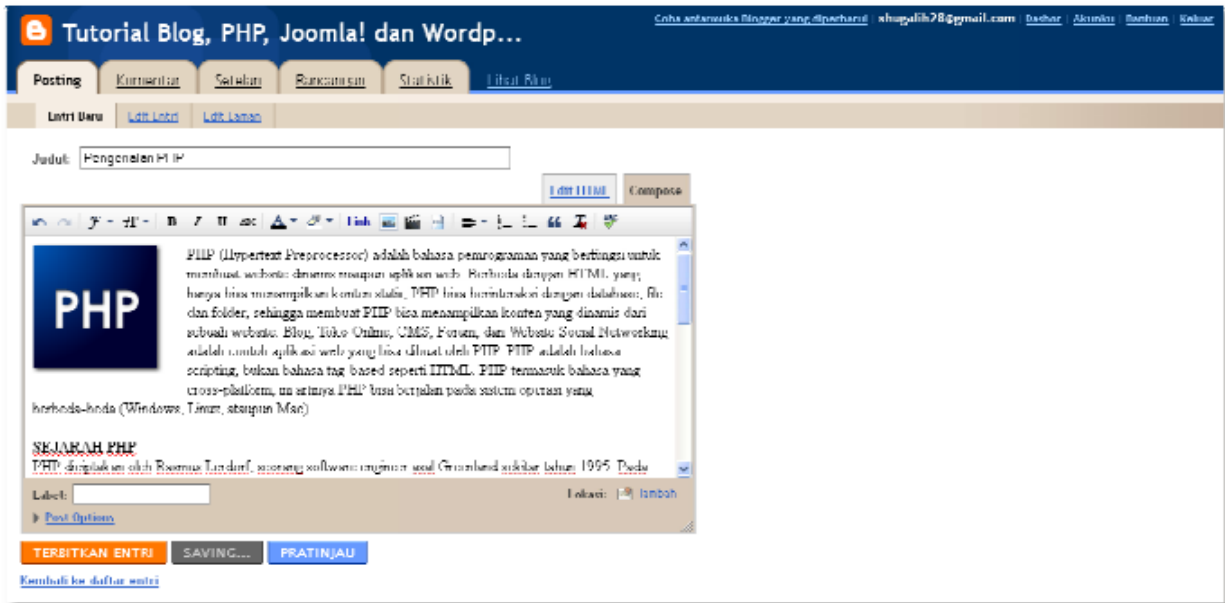 Tutorial Blog, PHP, Joomla! dan Wordp...
Coba antarmuka Blogger yang diperbarui | shugalih28@gmail.com | Dasbor | Akunku | Bantuan | Keluar
Posting Komentar Setelan Rancangan Statistik Lihat Blog
Entri Baru Edit Entri Edit Laman
Judul: Pengenalan PHP
Edit HTML Compose
Link
PHP
PHP (Hypertext Preprocessor) adalah bahasa pemrograman yang berfungsi untuk
membuat website dinamis maupun aplikasi web. Berbeda dengan HTML yang
hanya bisa menampilkan konten statis, PHP bisa berinteraksi dengan database, file
dan folder, sehingga membuat PHP bisa menampilkan konten yang dinamis dari
sebuah website. Blog, Toko Online, CMS, Forum, dan Website Social Networking
adalah contoh aplikasi web yang bisa dibuat oleh PHP. PHP adalah bahasa
scripting, bukan bahasa tag-based seperti HTML. PHP termasuk bahasa yang
cross-platform, ini artinya PHP bisa berjalan pada sistem operasi yang
berbeda-beda (Windows, Linux, ataupun Mac)
SEJARAH PHP
PHP diciptakan oleh Rasmus Lerdorf, seorang software engineer asal Greenland sekitar tahun 1995. Pada
Label:
Lokasi: Tambah
Post Options
TERBITKAN ENTRI SAVING... PRATINJAU
Kembali ke daftar entri